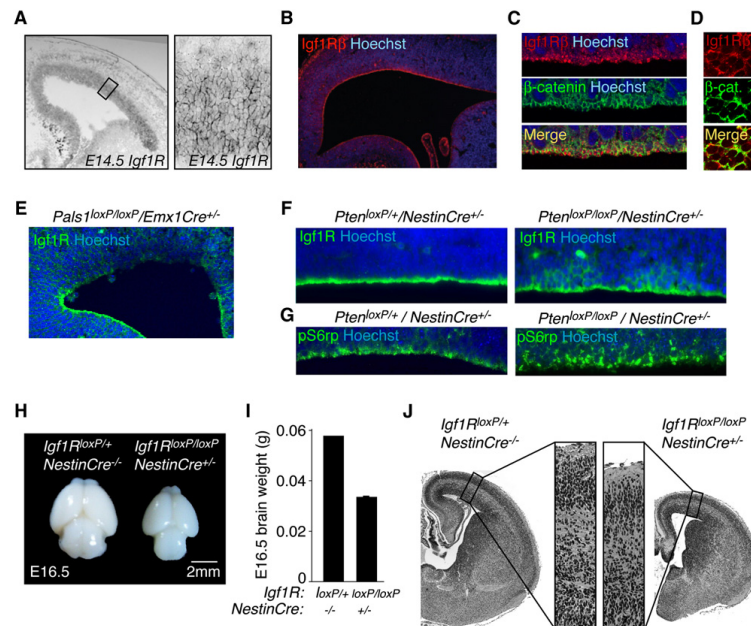 A
E14.5 Igf1R
E14.5 Igf1R
B
Igf1Rβ Hoechst
C
Igf1Rβ Hoechst
β-catenin Hoechst
Merge
D
Igf1Rβ
β-cat.
Merge
E
Pals1loxP/loxP/Emx1Cre+/-
Igf1R Hoechst
F
PtenloxP/+/NestinCre+/-
PtenloxP/loxP/NestinCre+/-
Igf1R Hoechst
Igf1R Hoechst
G
PtenloxP/+ / NestinCre+/-
PtenloxP/loxP / NestinCre+/-
pS6rp Hoechst
pS6rp Hoechst
H
Igf1RloxP/+
NestinCre-/-
Igf1RloxP/loxP
NestinCre+/-
E16.5
2mm
I
E16.5 brain weight (g)
0.06
0.04
0.02
0
Igf1R: loxP/+ loxP/loxP
NestinCre: -/- +/-
J
Igf1RloxP/+
NestinCre-/-
Igf1RloxP/loxP
NestinCre+/-